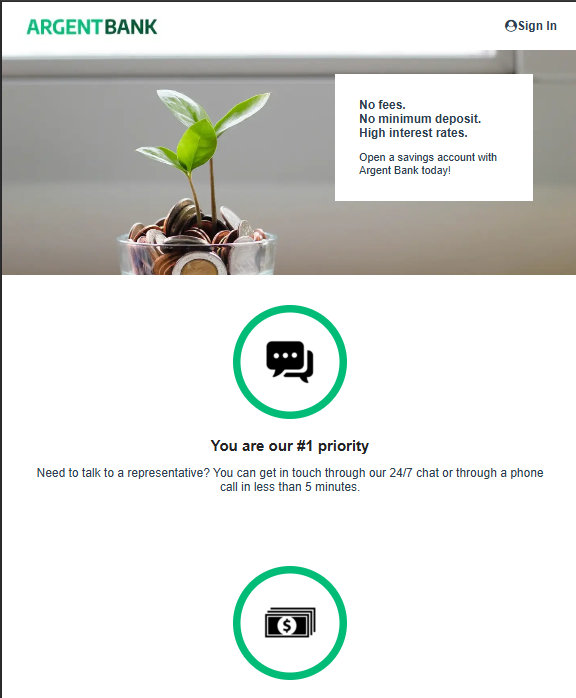 ARGENTBANK
Sign In
No fees.
No minimum deposit.
High interest rates.
Open a savings account with
Argent Bank today!
You are our #1 priority
Need to talk to a representative? You can get in touch through our 24/7 chat or through a phone
call in less than 5 minutes.
$